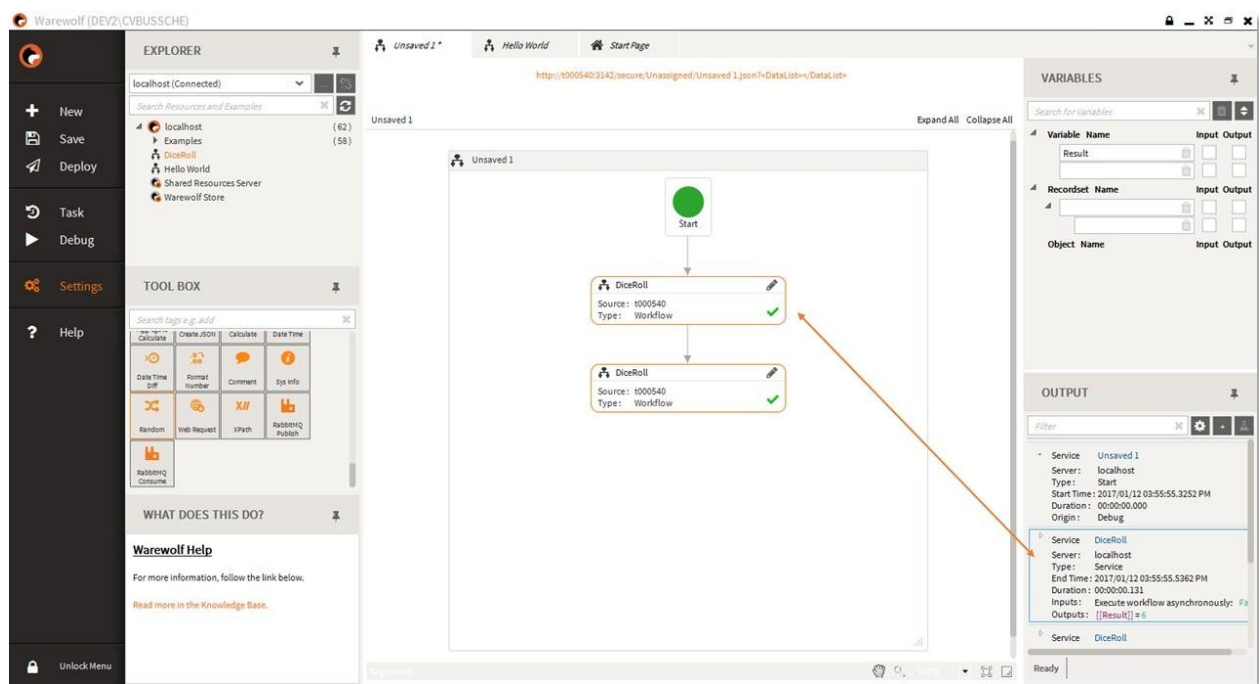 Warewolf (DEV2\CVBUSSCHE)
New
Save
Deploy
Task
Debug
Settings
Help
Unlock Menu
EXPLORER
localhost (Connected)
Search Resources and Examples
localhost (62)
Examples (58)
DiceRoll
Hello World
Shared Resources Server
Warewolf Store
TOOL BOX
Search tags e.g. add
Calculate
Create JSON
Calculate
Date Time
Date Time Diff
Format Number
Comment
Sys Info
Random
Web Request
XPath
RabbitMQ Publish
RabbitMQ Consume
WHAT DOES THIS DO?
Warewolf Help
For more information, follow the link below.
Read more in the Knowledge Base.
Unsaved 1 *
Hello World
Start Page
http://t000540:3142/secure/Unassigned/Unsaved 1.json?<DataList></DataList>
Unsaved 1
Expand All Collapse All
Unsaved 1
Start
DiceRoll
Source: t000540
Type: Workflow
DiceRoll
Source: t000540
Type: Workflow
VARIABLES
Search for Variables
Variable Name Input Output
Result
Recordset Name Input Output
Object Name Input Output
OUTPUT
Filter
Service Unsaved 1
Server: localhost
Type: Start
Start Time: 2017/01/12 03:55:55.3252 PM
Duration: 00:00:00.000
Origin: Debug
Service DiceRoll
Server: localhost
Type: Service
End Time: 2017/01/12 03:55:55.5362 PM
Duration: 00:00:00.131
Inputs: Execute workflow asynchronously: Fa
Outputs: [[Result]] = 6
Service DiceRoll
Ready